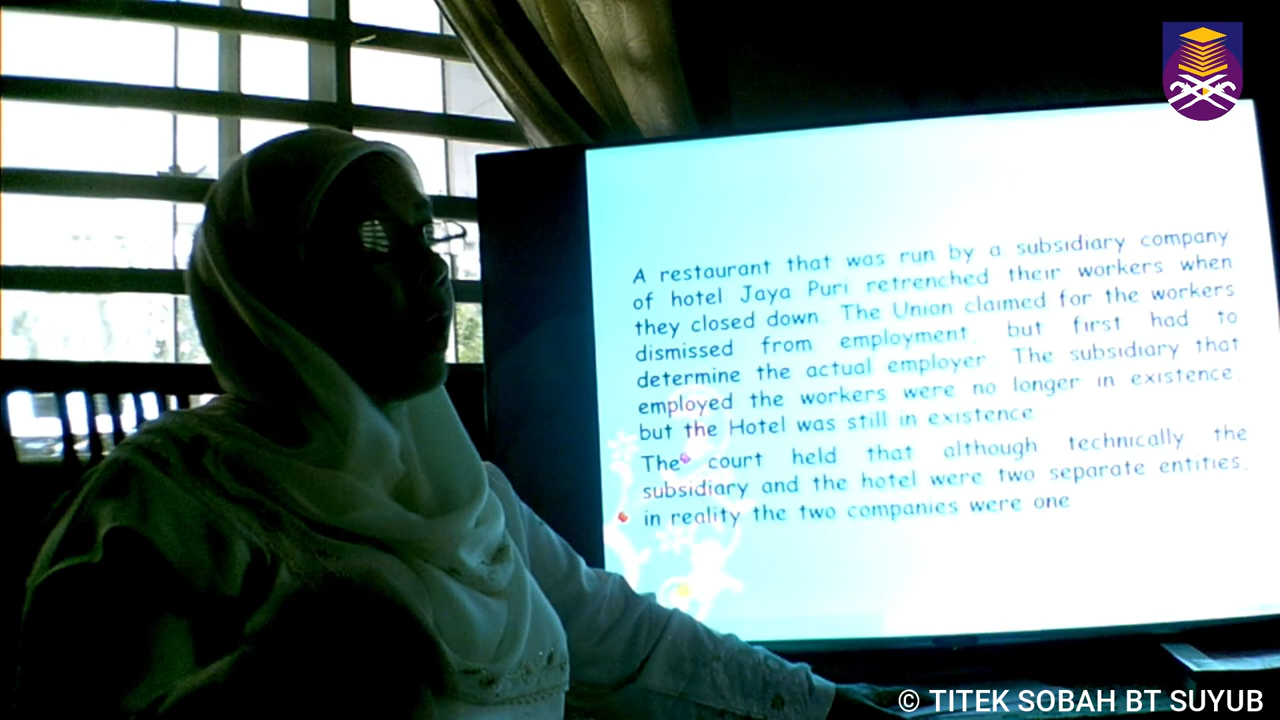 A restaurant that was run by a subsidiary company
of hotel Jaya Puri retrenched their workers when
they closed down. The Union claimed for the workers
dismissed from employment, but first had to
determine the actual employer. The subsidiary that
employed the workers were no longer in existence,
but the Hotel was still in existence
The court held that although technically the
subsidiary and the hotel were two separate entities,
in reality the two companies were one
© TITEK SOBAH BT SUYUB